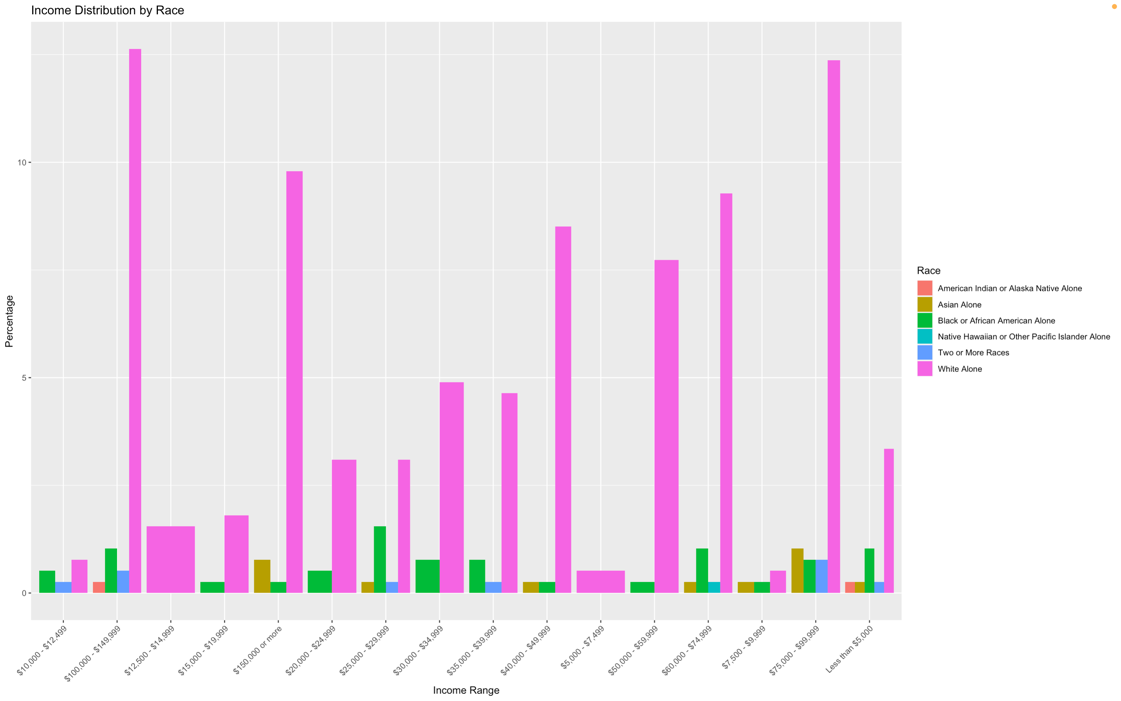 Income Distribution by Race
10
5
0
Percentage
$10,000 - $12,499
$100,000 - $149,999
$12,500 - $14,999
$15,000 - $19,999
$150,000 or more
$20,000 - $24,999
$25,000 - $29,999
$30,000 - $34,999
$35,000 - $39,999
$40,000 - $49,999
$5,000 - $7,499
$50,000 - $59,999
$60,000 - $74,999
$7,500 - $9,999
$75,000 - $99,999
Less than $5,000
Income Range
Race
American Indian or Alaska Native Alone
Asian Alone
Black or African American Alone
Native Hawaiian or Other Pacific Islander Alone
Two or More Races
White Alone